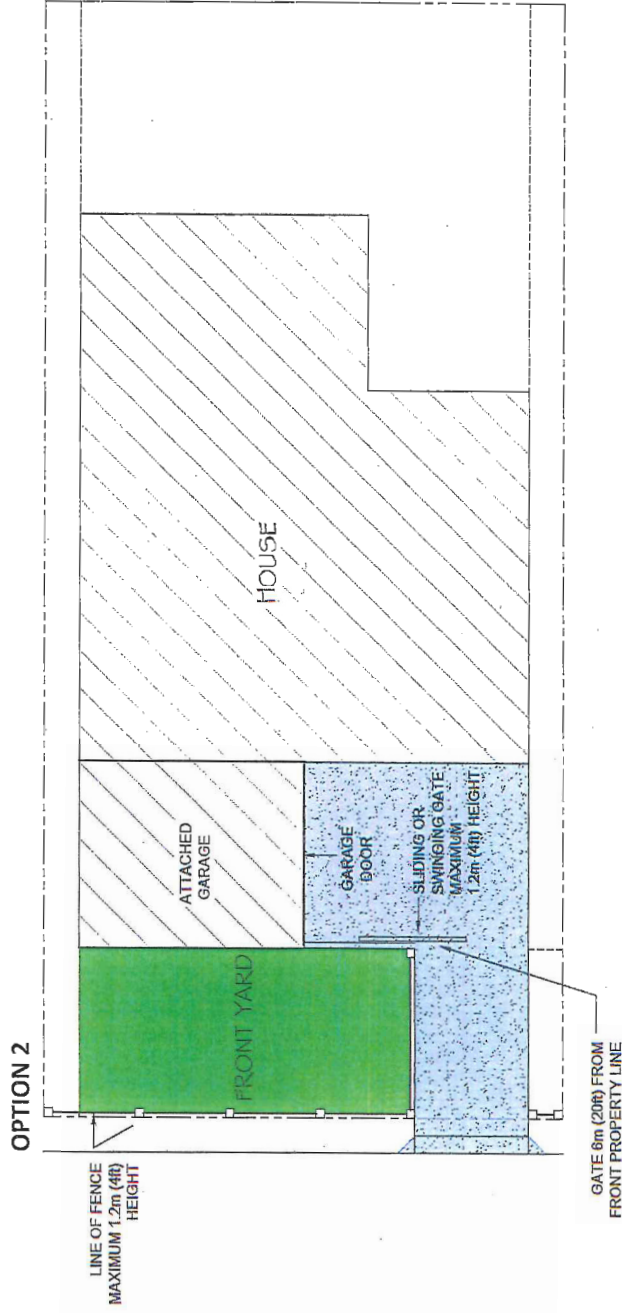 OPTION 2
LINE OF FENCE
MAXIMUM 1.2m (4ft)
HEIGHT
FRONT YARD
ATTACHED
GARAGE
GARAGE
DOOR
SLIDING OR
SWINGING GATE
MAXIMUM
1.2m (4ft) HEIGHT
HOUSE
GATE 6m (20ft) FROM
FRONT PROPERTY LINE